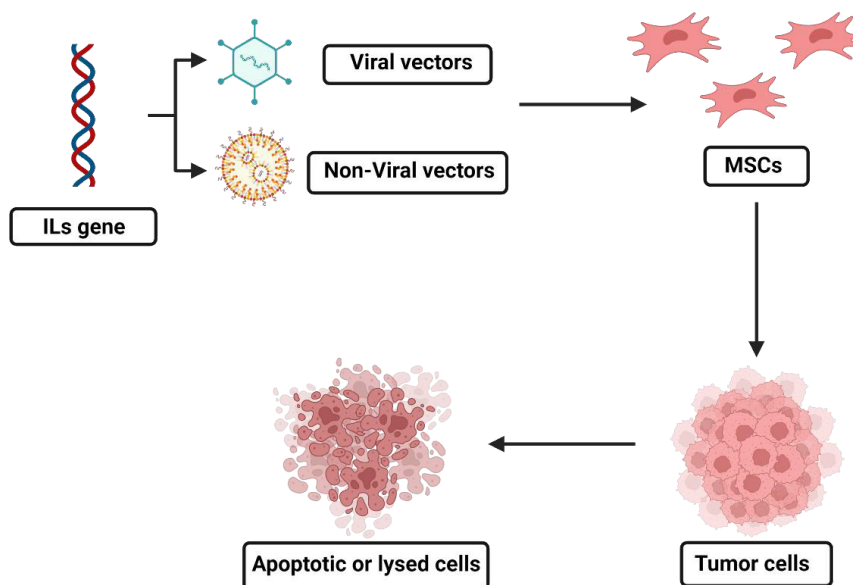 Viral vectors
Non-Viral vectors
ILs gene
MSCs
Apoptotic or lysed cells
Tumor cells